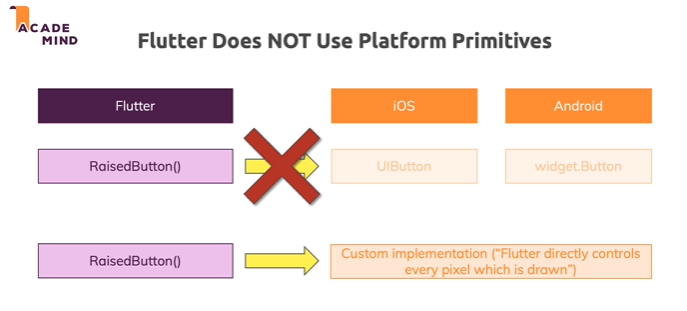 ACADE
MIND
Flutter Does NOT Use Platform Primitives
Flutter
iOS
Android
RaisedButton()
UIButton
widget.Button
RaisedButton()
Custom implementation (“Flutter directly controls
every pixel which is drawn”)